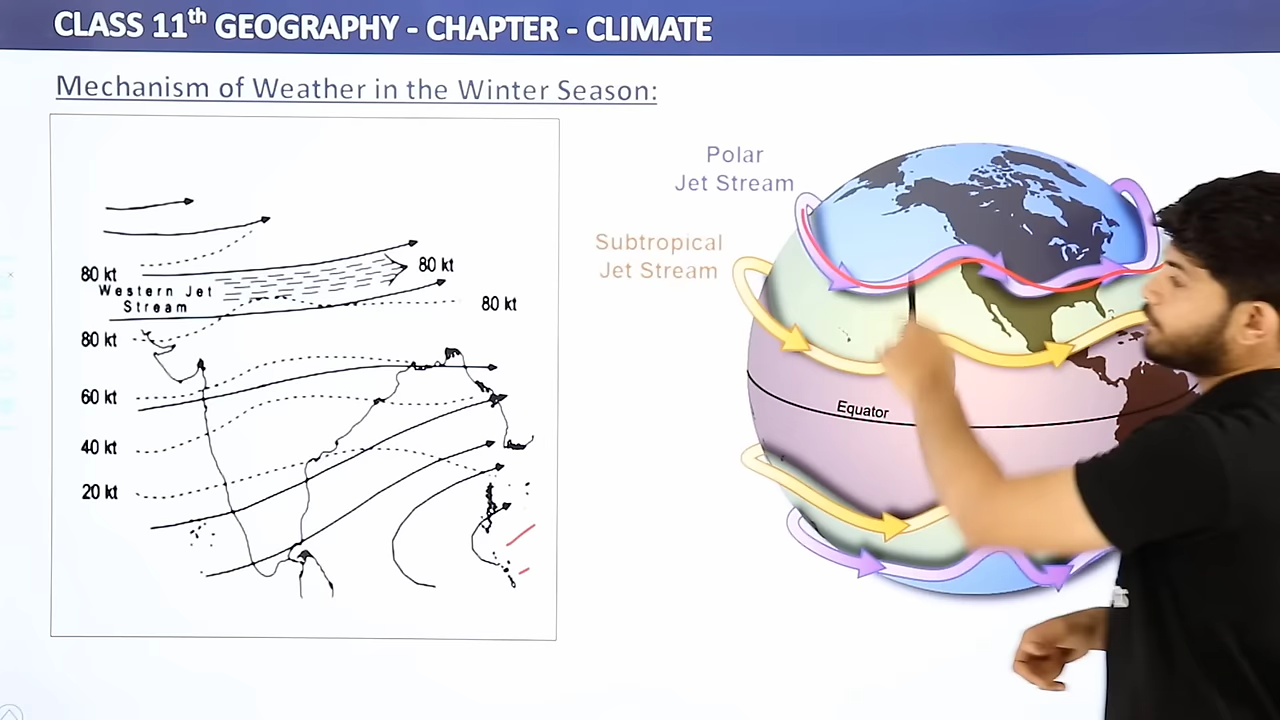 CLASS 11th GEOGRAPHY - CHAPTER - CLIMATE
Mechanism of Weather in the Winter Season:
80 kt
80 kt
Western Jet
Stream
80 kt
80 kt
60 kt
40 kt
20 kt
Polar
Jet Stream
Subtropical
Jet Stream
Equator